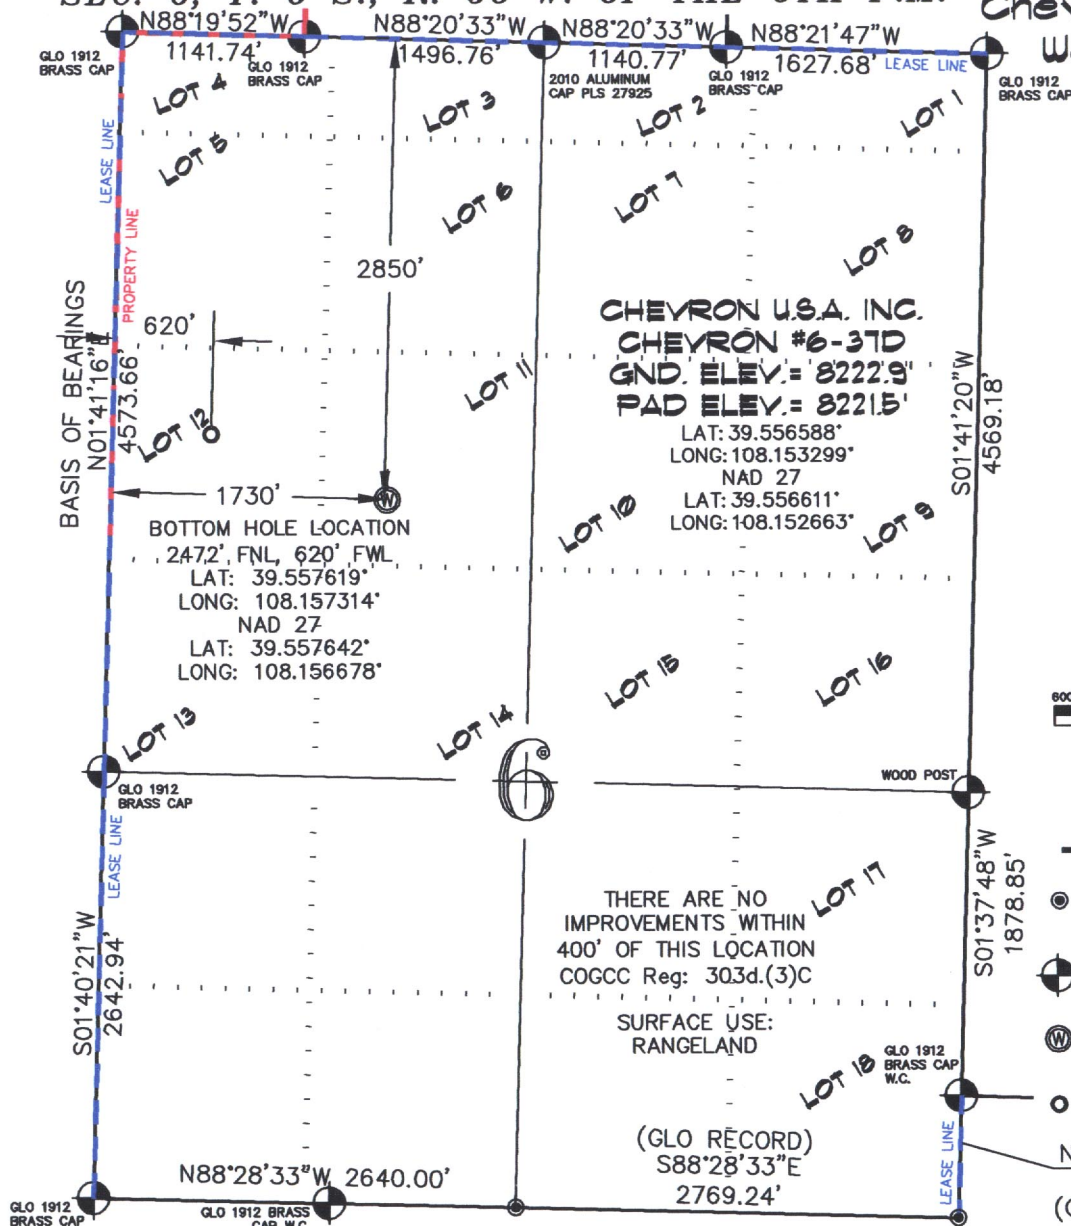 N88°19'52"W
N88°20'33"W
N88°20'33"W
N88°21'47"W
1141.74'
1496.76'
1140.77'
1627.68'
LEASE LINE
GLO 1912
BRASS CAP
GLO 1912
BRASS CAP
2010 ALUMINUM
CAP PLS 27925
GLO 1912
BRASS CAP
GLO 1912
BRASS CAP
LOT 4
LOT 3
LOT 2
LOT 1
LOT 5
LOT 6
LOT 7
LOT 8
LEASE LINE
PROPERTY LINE
2850'
620'
BASIS OF BEARINGS
N01°41'16"E
4573.66'
CHEVRON U.S.A. INC.
CHEVRON #6-37D
GND. ELEV.= 8222.9'
PAD ELEV.= 8221.5'
LAT: 39.556588°
LONG: 108.153299°
NAD 27
LAT: 39.556611°
LONG: 108.152663°
S01°41'20"W
4569.18'
LOT 12
LOT 11
LOT 10
LOT 9
1730'
W
BOTTOM HOLE LOCATION
2472' FNL, 620' FWL
LAT: 39.557619°
LONG: 108.157314°
NAD 27
LAT: 39.557642°
LONG: 108.156678°
LOT 13
LOT 14
LOT 15
LOT 16
6
GLO 1912
BRASS CAP
WOOD POST
600
LEASE LINE
S01°40'21"W
2642.94'
THERE ARE NO
IMPROVEMENTS WITHIN
400' OF THIS LOCATION
COGCC Reg: 303d.(3)C
LOT 17
S01°37'48"W
1878.85'
SURFACE USE:
RANGELAND
W
GLO 1912
BRASS CAP
W.C.
LOT 18
LEASE LINE
(GLO RECORD)
S88°28'33"E
2769.24'
N88°28'33"W 2640.00'
GLO 1912
BRASS CAP
GLO 1912 BRASS
CAP W.C.
N